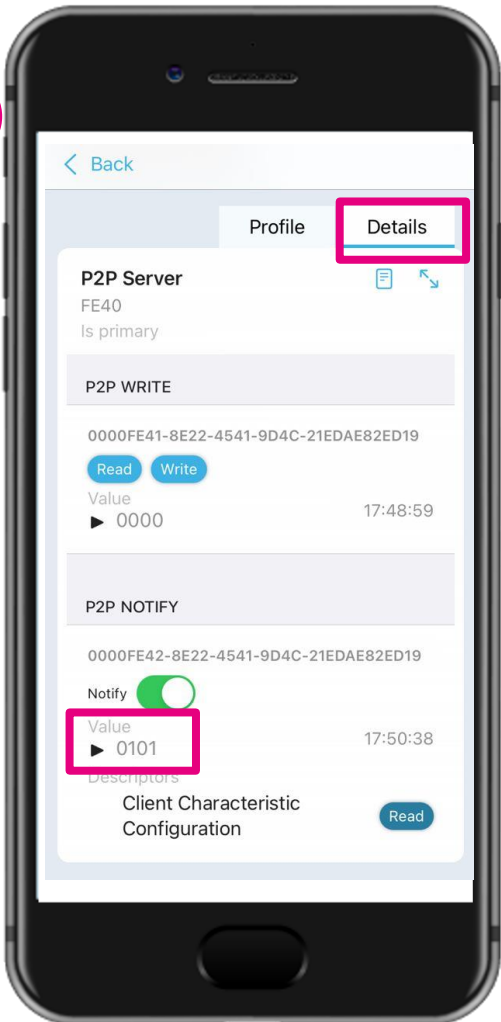 Back
Profile Details
P2P Server
FE40
Is primary
P2P WRITE
0000FE41-8E22-4541-9D4C-21EDAE82ED19
Read Write
Value
▶ 0000 17:48:59
P2P NOTIFY
0000FE42-8E22-4541-9D4C-21EDAE82ED19
Notify
Value
▶ 0101 17:50:38
Descriptors
Client Characteristic
Configuration
Read